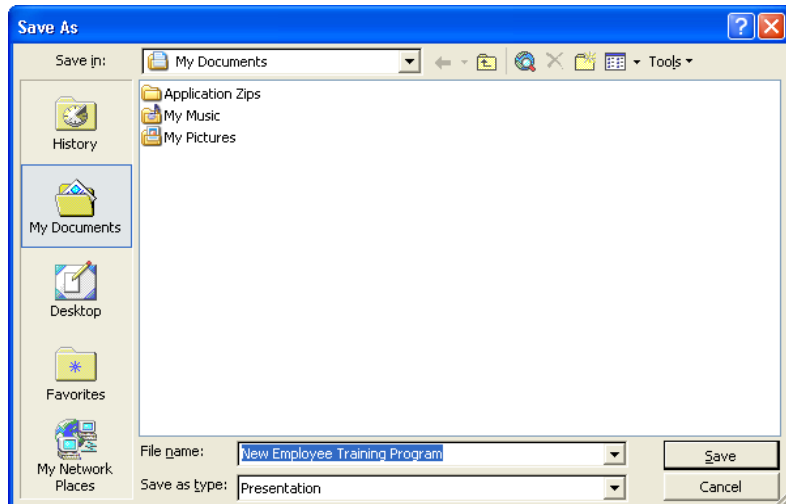 Save As
Save in:
My Documents
Tools
Application Zips
My Music
My Pictures
History
My Documents
Desktop
Favorites
My Network
Places
File name:
New Employee Training Program
Save
Save as type:
Presentation
Cancel